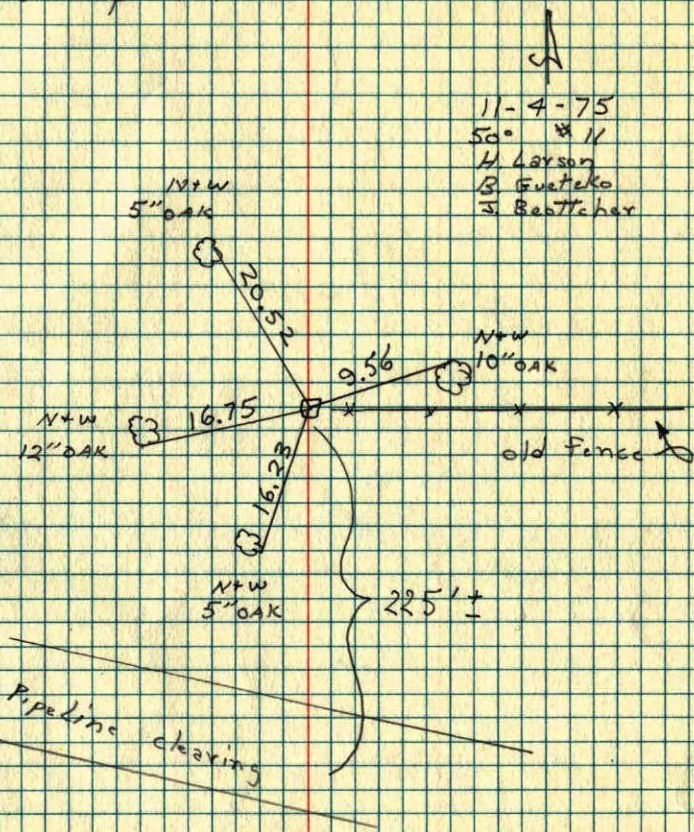 11-4-75
50° # 11
H Larson
B. Guetcko
J. Beottcher
N+W
5" OAK
20.52
N+W
10" OAK
9.56
N+W
12" OAK
16.75
16.23
N+W
5" OAK
old fence
225' ±
Pipeline clearing